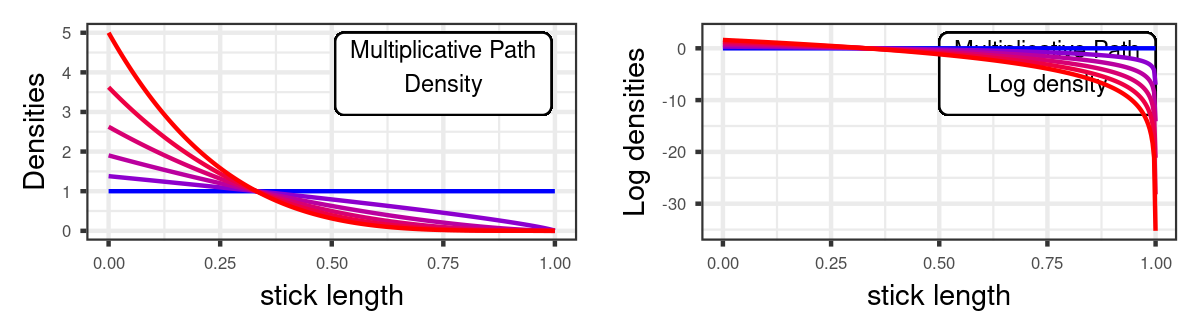 Densities
5
4
3
2
1
0
Multiplicative Path
Density
0.00
0.25
0.50
0.75
1.00
stick length
Log densities
0
-10
-20
-30
Multiplicative Path
Log density
0.00
0.25
0.50
0.75
1.00
stick length